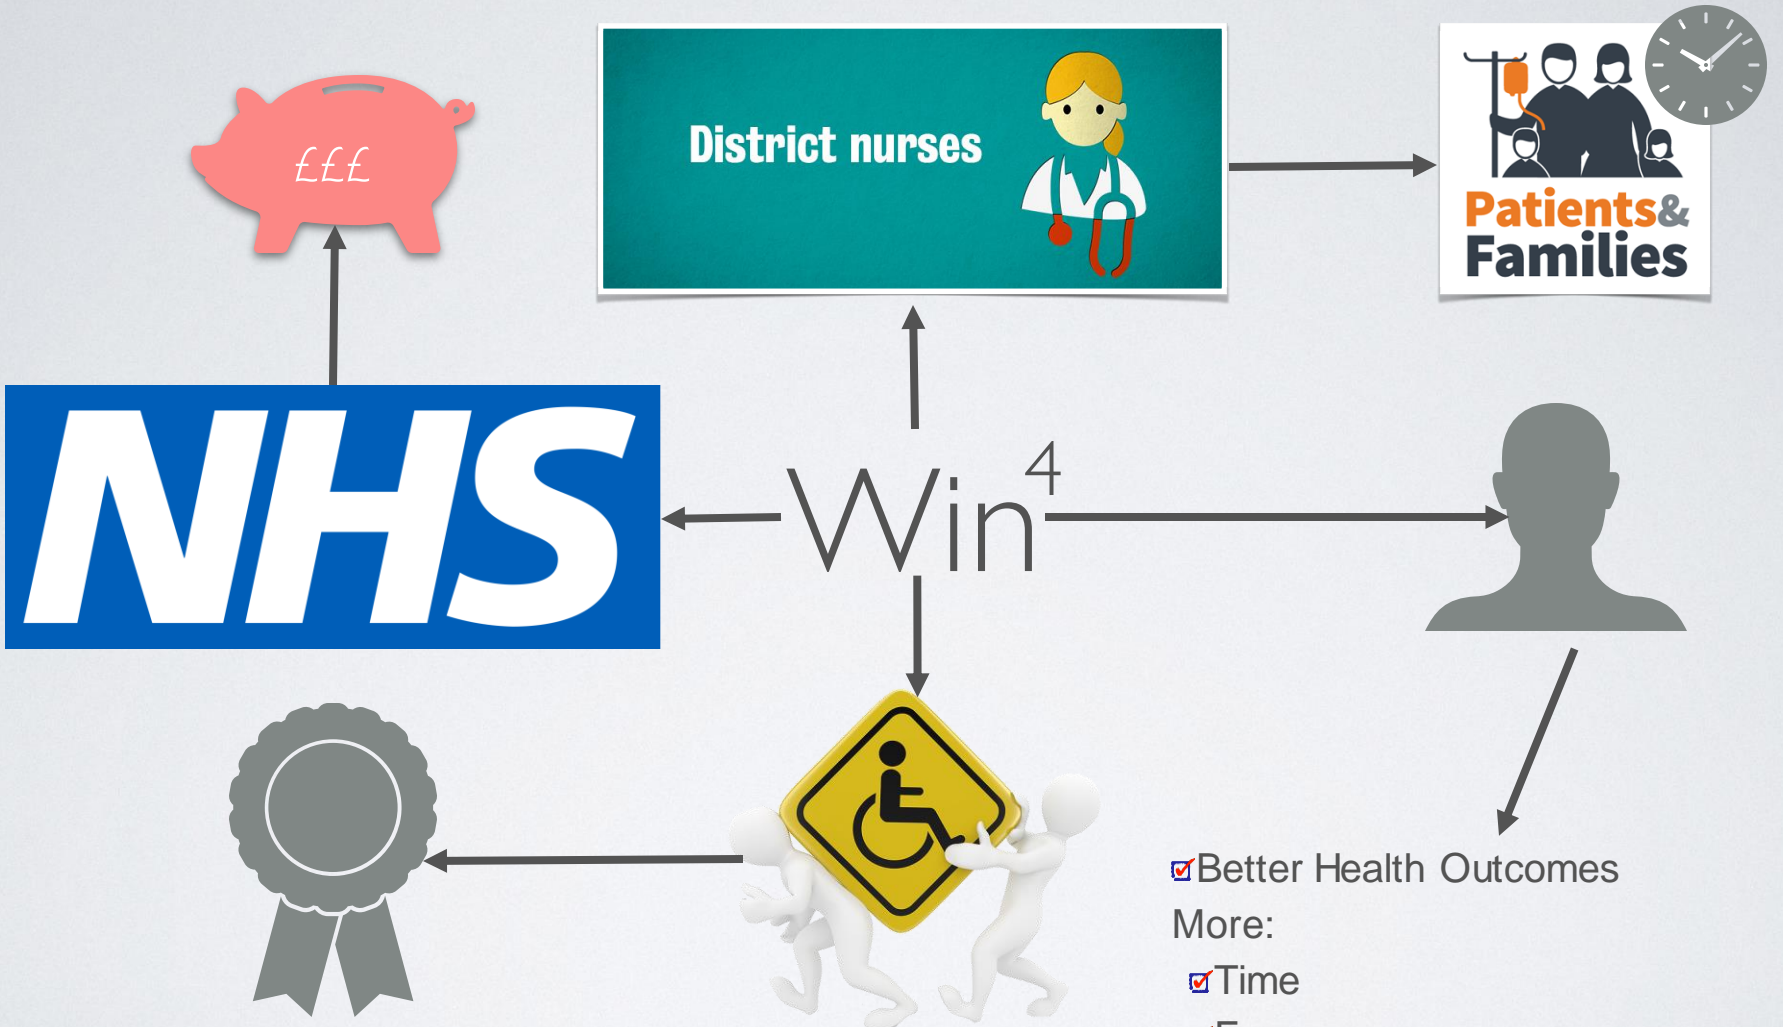 £££
District nurses
Patients&
Families
NHS
Win⁴
Better Health Outcomes
More:
Time